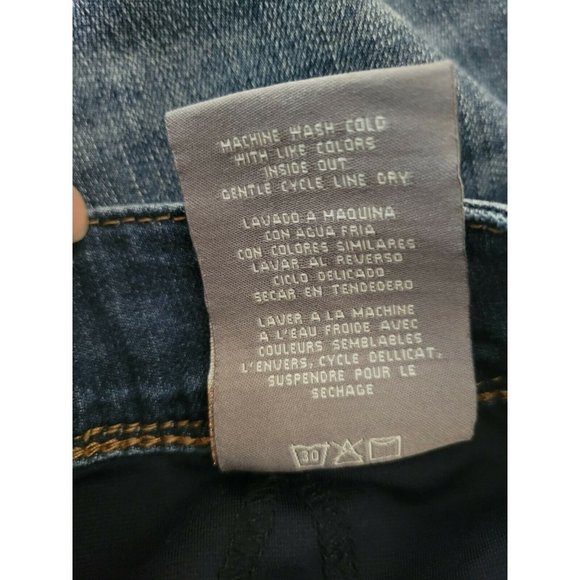 MACHINE WASH COLD
WITH LIKE COLORS
INSIDE OUT
GENTLE CYCLE LINE DRY
LAVADO A MAQUINA
CON AGUA FRIA
CON COLORES SIMILARES
LAVAR AL REVERSO
CICLO DELICADO
SECAR EN TENDEDERO
LAVER A LA MACHINE
A L'EAU FROIDE AVEC
COULEURS SEMBLABLES
L'ENVERS, CYCLE DELLICAT,
SUSPENDRE POUR LE
SECHAGE
30